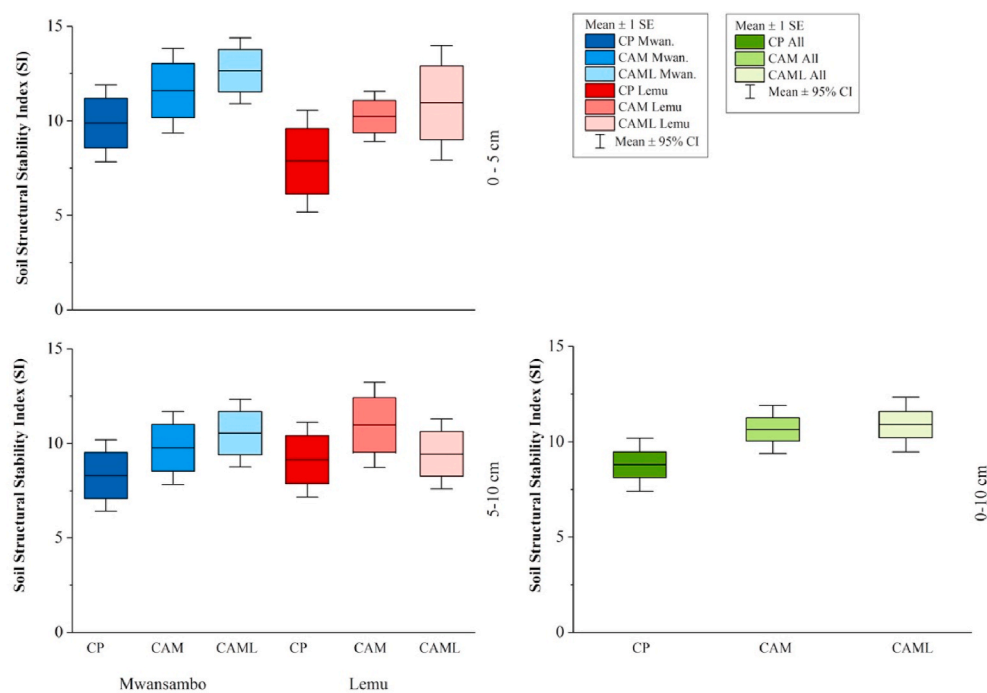 Soil Structural Stability Index (SI)
15
10
5
0
0 - 5 cm
Mean ± 1 SE
CP Mwan.
CAM Mwan.
CAML Mwan.
CP Lemu
CAM Lemu
CAML Lemu
Mean ± 95% CI
Mean ± 1 SE
CP All
CAM All
CAML All
Mean ± 95% CI
Soil Structural Stability Index (SI)
15
10
5
0
5-10 cm
CP CAM CAML CP CAM CAML
Mwansambo Lemu
Soil Structural Stability Index (SI)
15
10
5
0
0-10 cm
CP CAM CAML